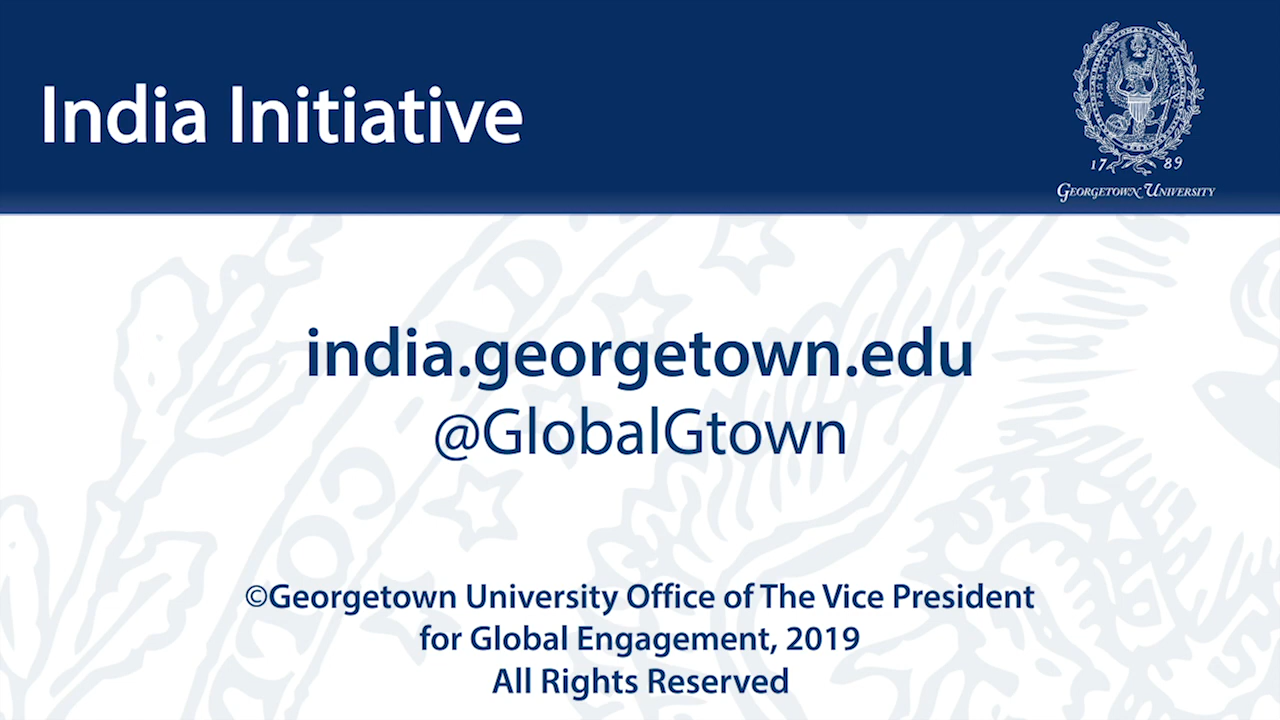 India Initiative
17 89
GEORGETOWN UNIVERSITY
india.georgetown.edu
@GlobalGtown
©Georgetown University Office of The Vice President
for Global Engagement, 2019
All Rights Reserved